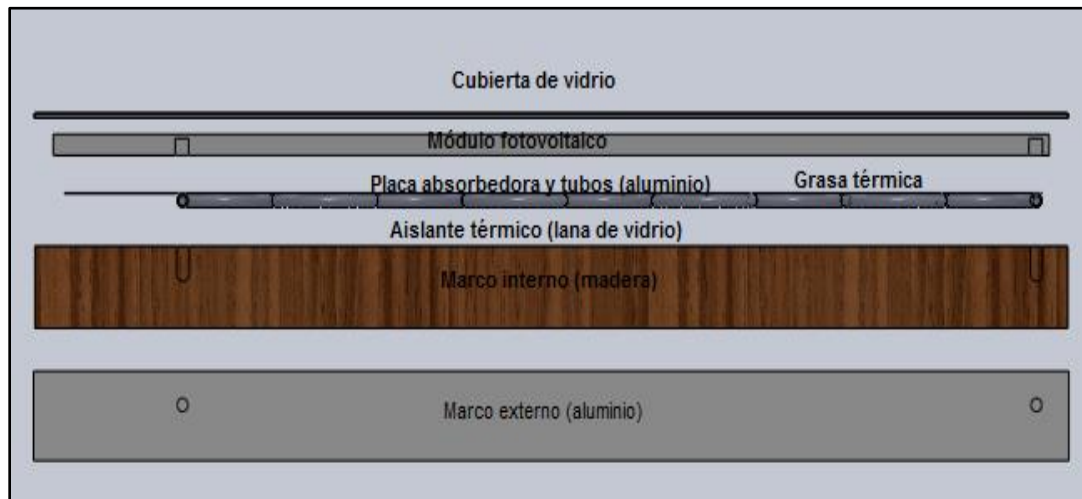 Cubierta de vidrio
Módulo fotovoltaico
Placa absorbedora y tubos (aluminio)
Grasa térmica
Aislante térmico (lana de vidrio)
Marco interno (madera)
Marco externo (aluminio)